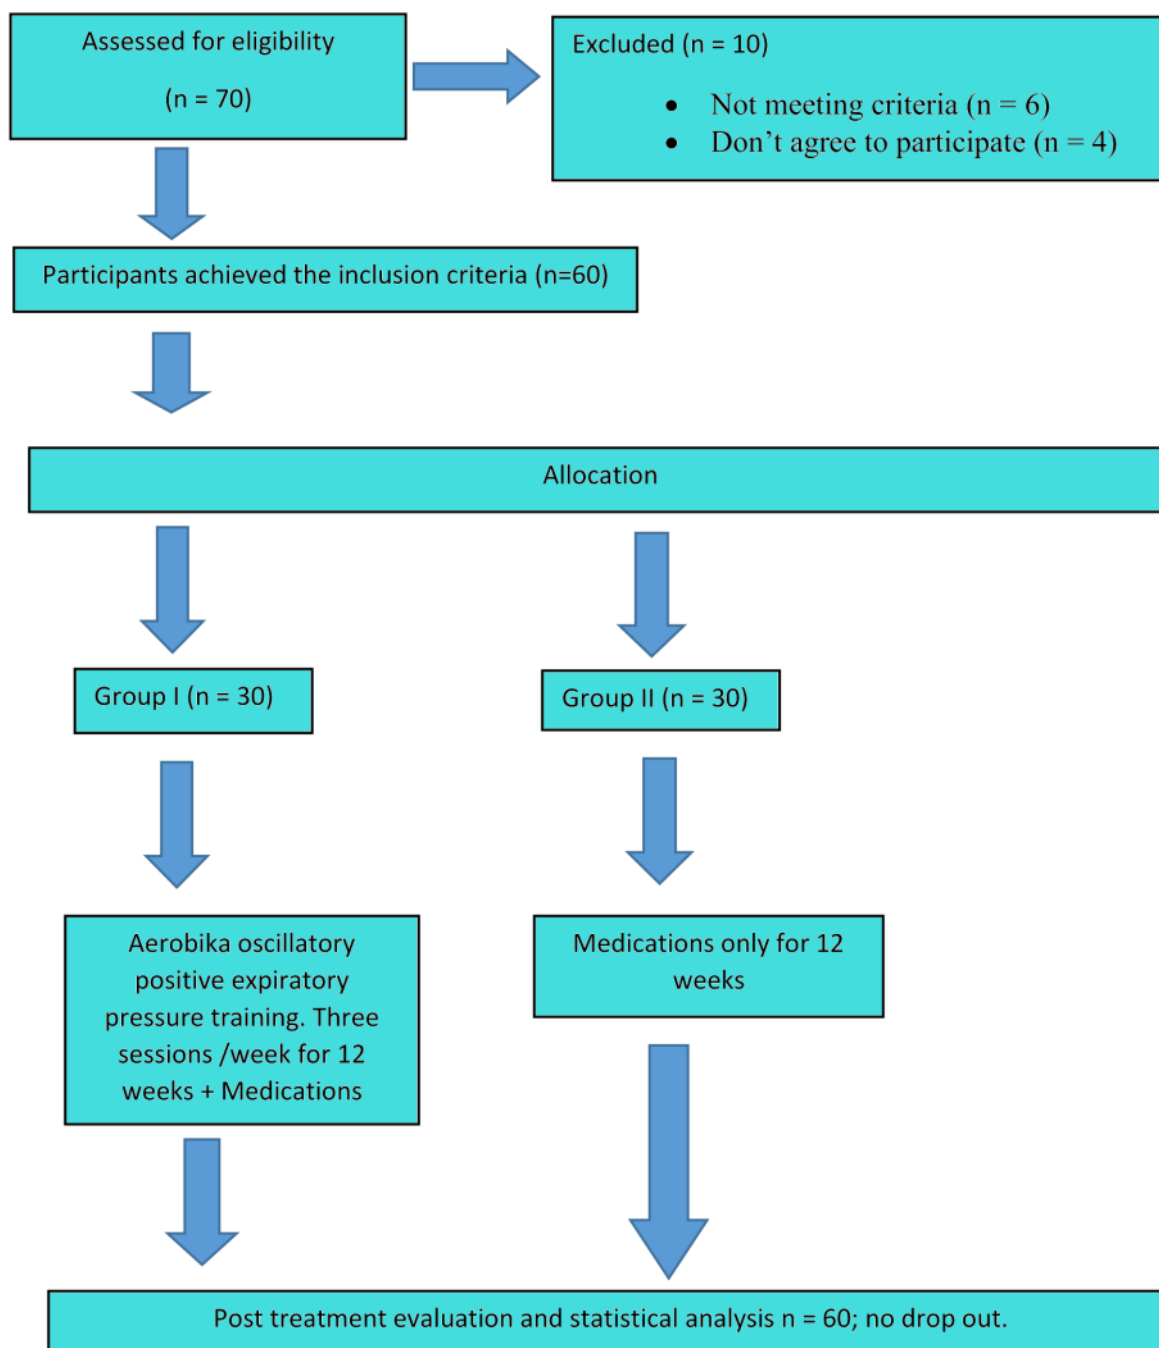 Assessed for eligibility
(n = 70)
Excluded (n = 10)
• Not meeting criteria (n = 6)
• Don’t agree to participate (n = 4)
Participants achieved the inclusion criteria (n=60)
Allocation
Group I (n = 30)
Group II (n = 30)
Aerobika oscillatory
positive expiratory
pressure training. Three
sessions /week for 12
weeks + Medications
Medications only for 12
weeks
Post treatment evaluation and statistical analysis n = 60; no drop out.